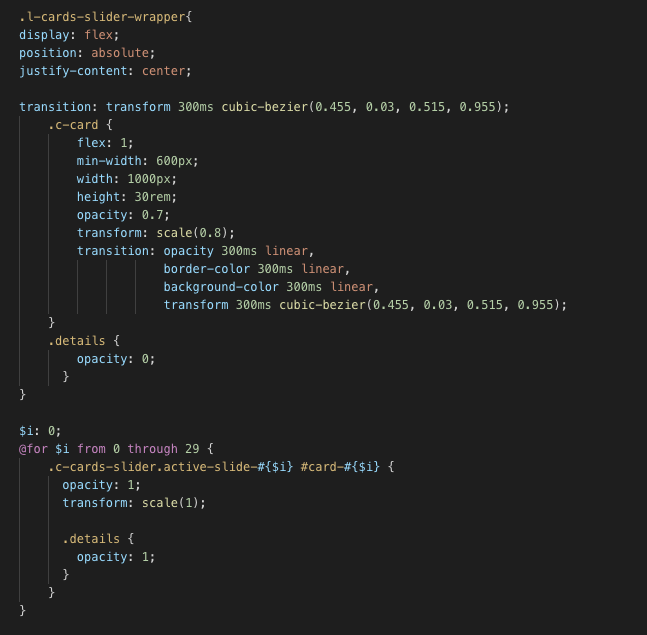 .l-cards-slider-wrapper{
display: flex;
position: absolute;
justify-content: center;
transition: transform 300ms cubic-bezier(0.455, 0.03, 0.515, 0.955);
.c-card {
flex: 1;
min-width: 600px;
width: 1000px;
height: 30rem;
opacity: 0.7;
transform: scale(0.8);
transition: opacity 300ms linear,
border-color 300ms linear,
background-color 300ms linear,
transform 300ms cubic-bezier(0.455, 0.03, 0.515, 0.955);
}
.details {
opacity: 0;
}
}
$i: 0;
@for $i from 0 through 29 {
.c-cards-slider.active-slide-#{$i} #card-#{$i} {
opacity: 1;
transform: scale(1);
.details {
opacity: 1;
}
}
}